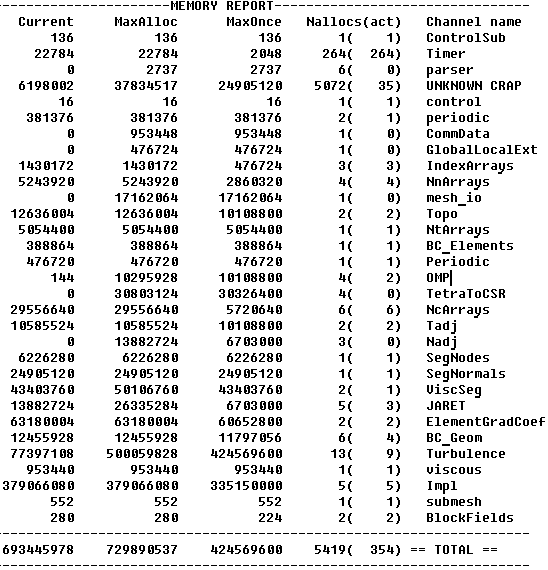 ------------------------MEMORY REPORT------------------------------------
Current MaxAlloc MaxOnce Nallocs(act) Channel name
136 136 136 1( 1) ControlSub
22784 22784 2048 264( 264) Timer
0 2737 2737 6( 0) parser
6198002 37834517 24905120 5072( 35) UNKNOWN CRAP
16 16 16 1( 1) control
381376 381376 381376 2( 1) periodic
0 953448 953448 1( 0) CommData
0 476724 476724 1( 0) GlobalLocalExt
1430172 1430172 476724 3( 3) IndexArrays
5243920 5243920 2860320 4( 4) NnArrays
0 17162064 17162064 1( 0) mesh_io
12636004 12636004 10108800 2( 2) Topo
5054400 5054400 5054400 1( 1) NtArrays
388864 388864 388864 1( 1) BC_Elements
476720 476720 476720 1( 1) Periodic
144 10295928 10108800 4( 2) OMP
0 30803124 30326400 4( 0) TetraToCSR
29556640 29556640 5720640 6( 6) NcArrays
10585524 10585524 10108800 2( 2) Tadj
0 13882724 6703000 3( 0) Nadj
6226280 6226280 6226280 1( 1) SegNodes
24905120 24905120 24905120 1( 1) SegNormals
43403760 50106760 43403760 2( 1) ViscSeg
13882724 26335284 6703000 5( 3) JARET
63180004 63180004 60652800 2( 2) ElementGradCoef
12455928 12455928 11797056 6( 4) BC_Geom
77397108 500059828 424569600 13( 9) Turbulence
953440 953440 953440 1( 1) viscous
379066080 379066080 335150000 5( 5) Impl
552 552 552 1( 1) submesh
280 280 224 2( 2) BlockFields
-------------------------------------------------------------------------
693445978 729890537 424569600 5419( 354) == TOTAL ==
-------------------------------------------------------------------------